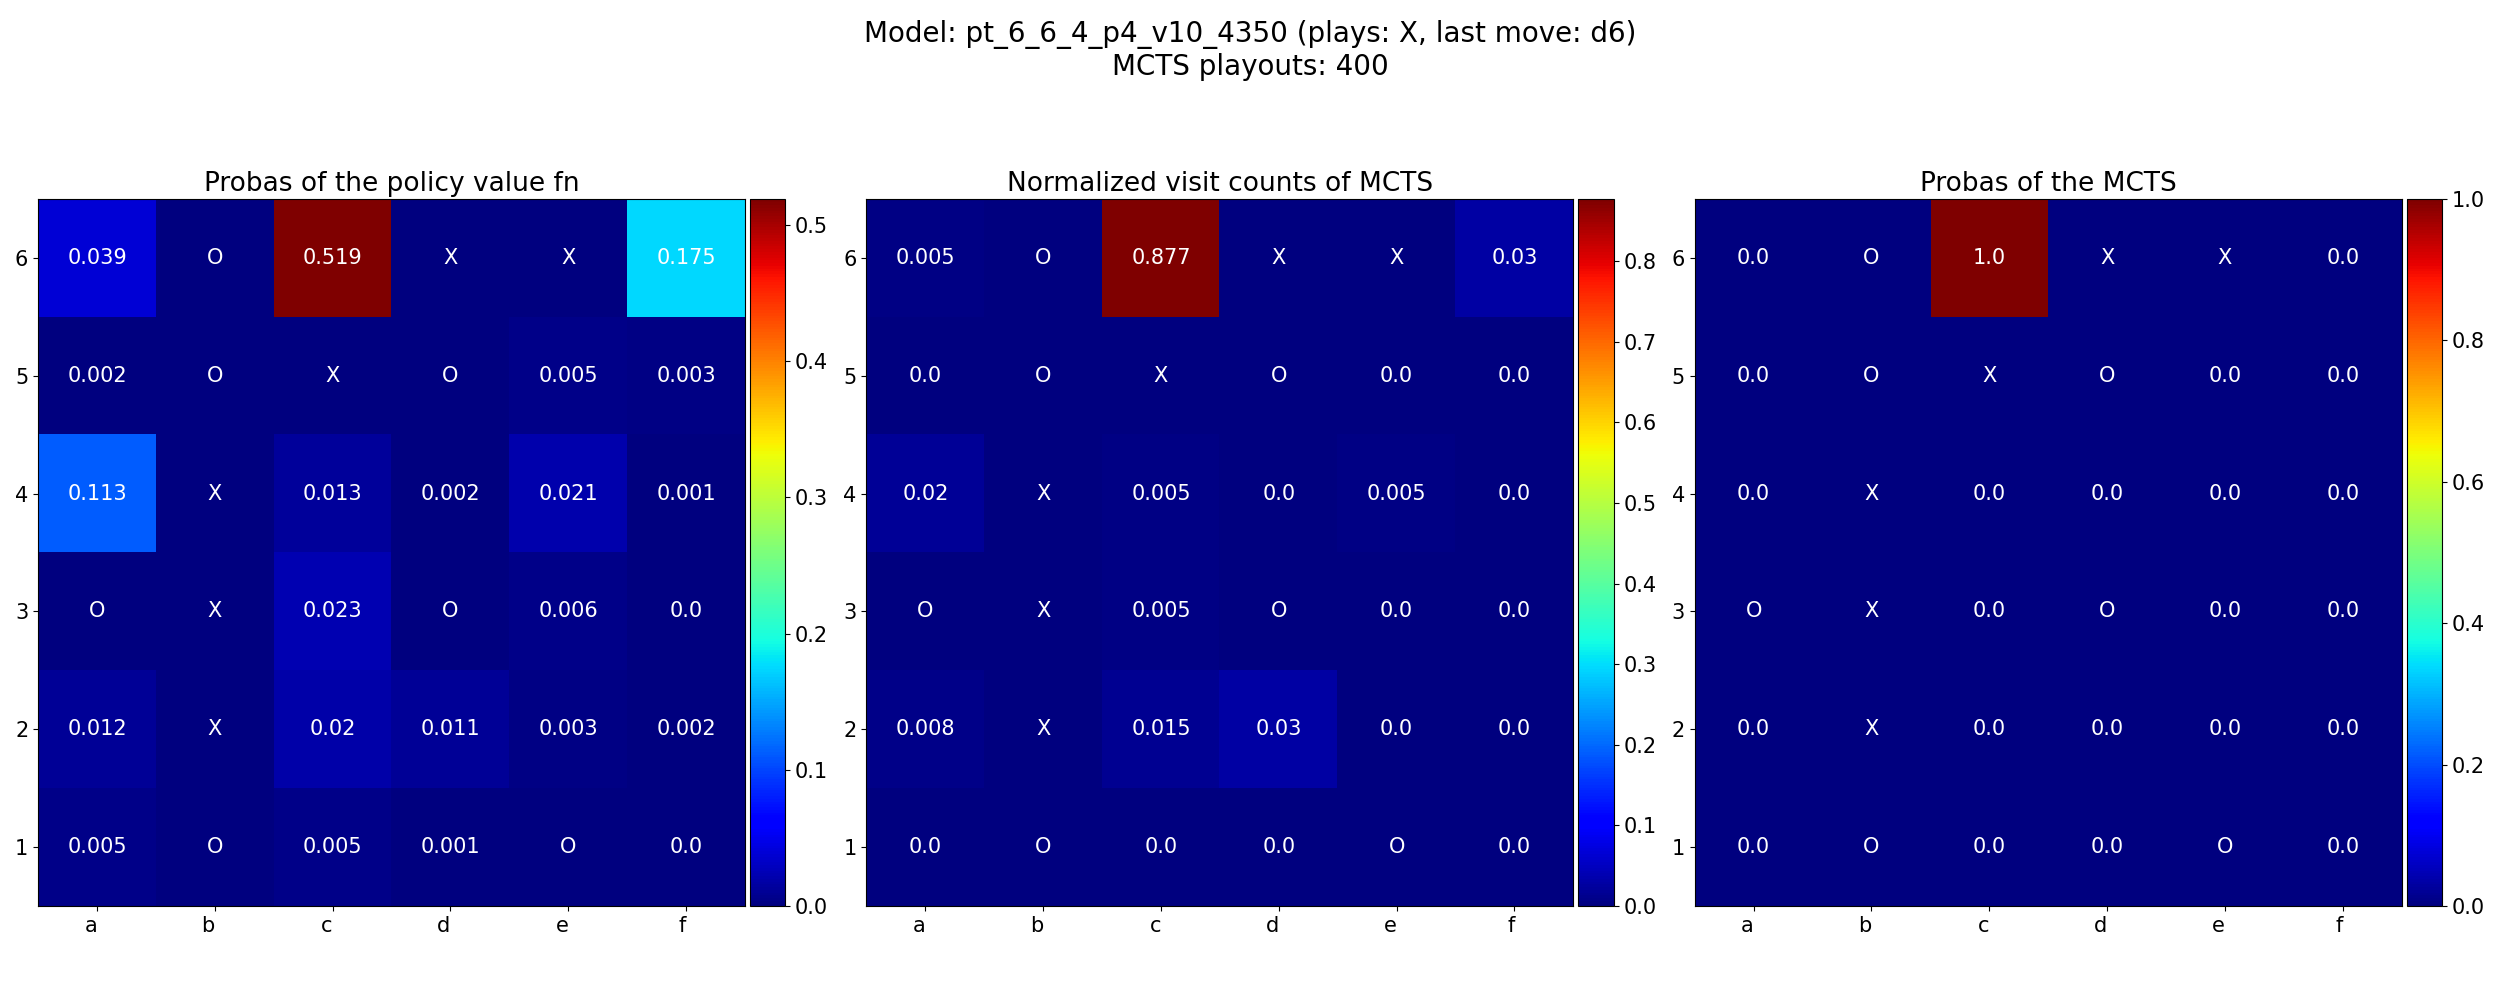 Model: pt_6_6_4_p4_v10_4350 (plays: X, last move: d6)
MCTS playouts: 400
Probas of the policy value fn
6 0.039 O 0.519 X X 0.175
5 0.002 O X O 0.005 0.003
4 0.113 X 0.013 0.002 0.021 0.001
3 O X 0.023 O 0.006 0.0
2 0.012 X 0.02 0.011 0.003 0.002
1 0.005 O 0.005 0.001 O 0.0
a b c d e f
0.5
0.4
0.3
0.2
0.1
0.0
Normalized visit counts of MCTS
6 0.005 O 0.877 X X 0.03
5 0.0 O X O 0.0 0.0
4 0.02 X 0.005 0.0 0.005 0.0
3 O X 0.005 O 0.0 0.0
2 0.008 X 0.015 0.03 0.0 0.0
1 0.0 O 0.0 0.0 O 0.0
a b c d e f
0.8
0.7
0.6
0.5
0.4
0.3
0.2
0.1
0.0
Probas of the MCTS
6 0.0 O 1.0 X X 0.0
5 0.0 O X O 0.0 0.0
4 0.0 X 0.0 0.0 0.0 0.0
3 O X 0.0 O 0.0 0.0
2 0.0 X 0.0 0.0 0.0 0.0
1 0.0 O 0.0 0.0 O 0.0
a b c d e f
1.0
0.8
0.6
0.4
0.2
0.0